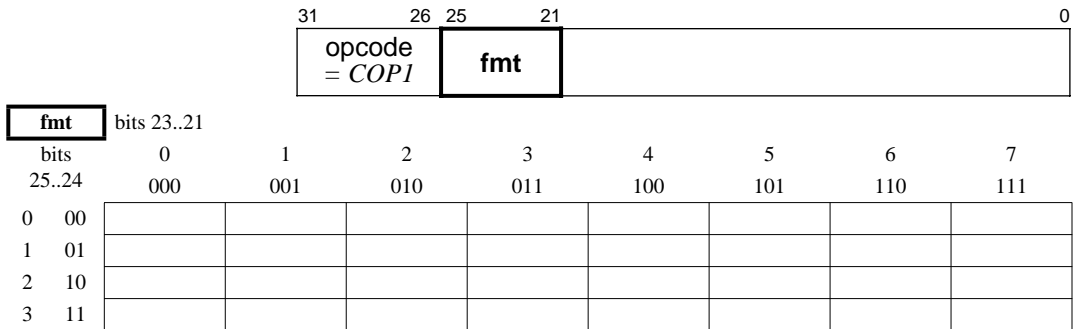 31 26 25 21 0
opcode
= COP1
fmt
fmt bits 23..21
bits 0 1 2 3 4 5 6 7
25..24 000 001 010 011 100 101 110 111
0 00
1 01
2 10
3 11